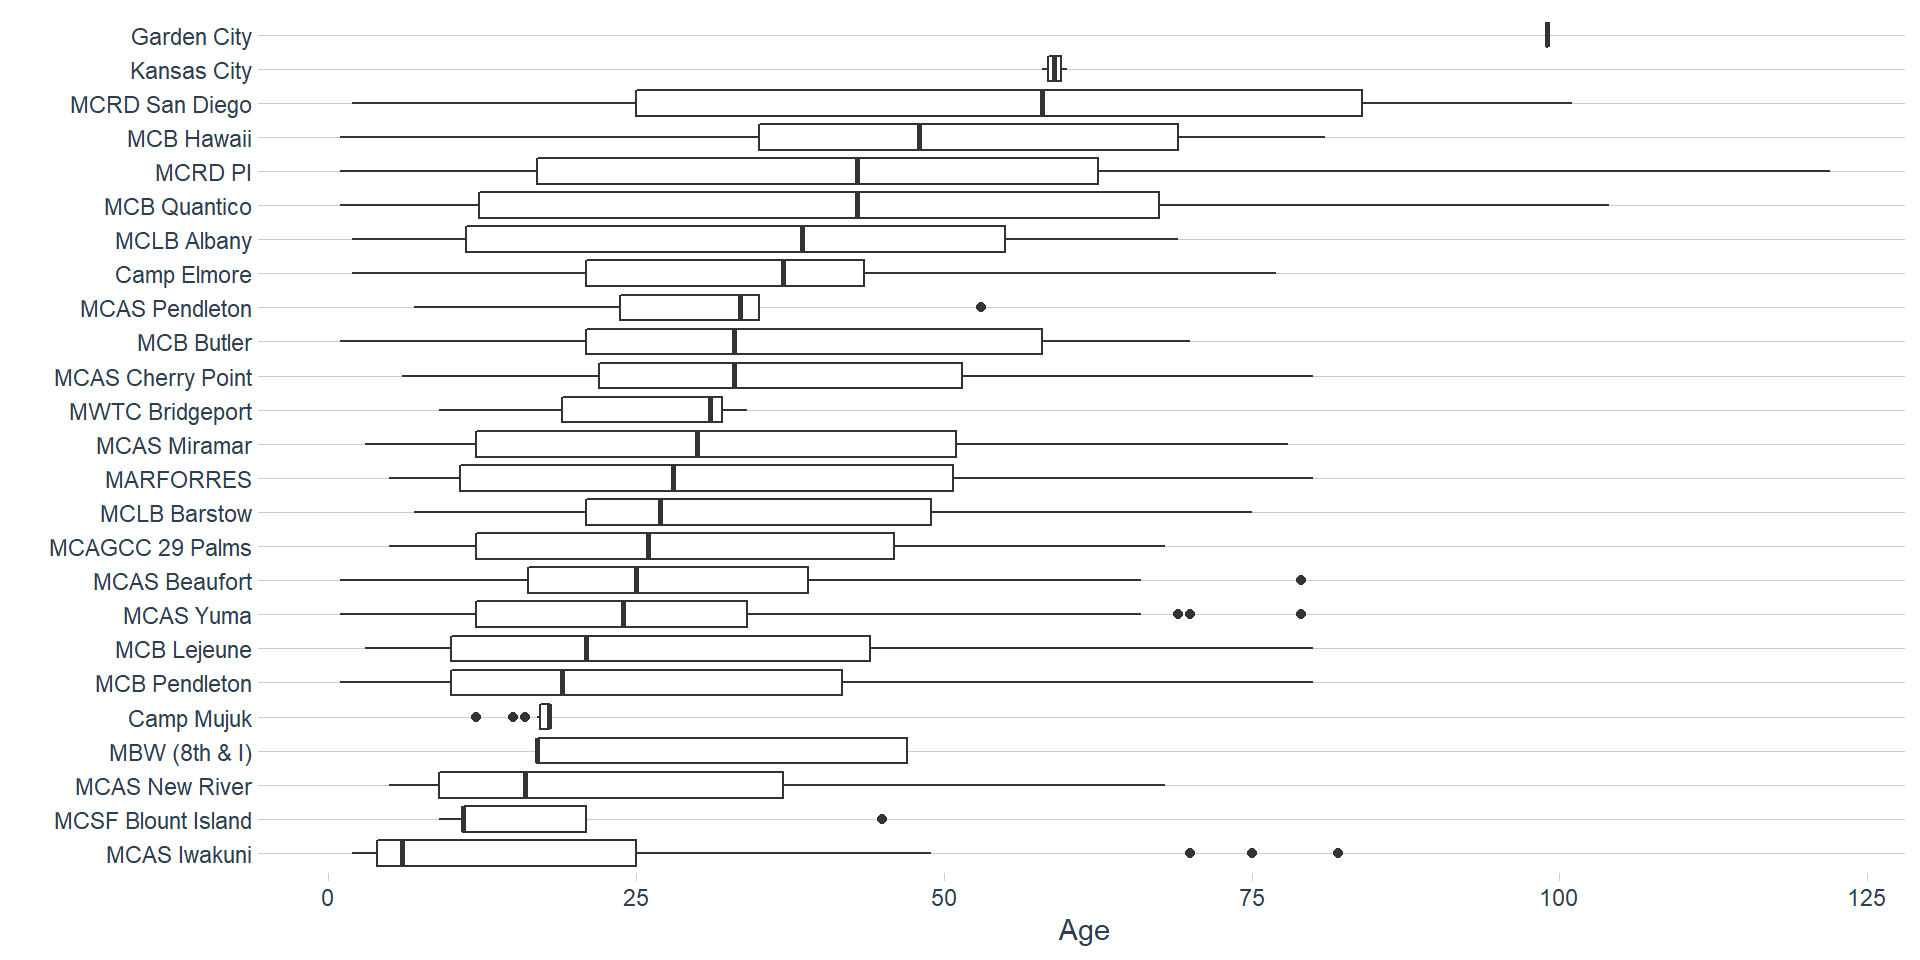 Garden City
Kansas City
MCRD San Diego
MCB Hawaii
MCRD PI
MCB Quantico
MCLB Albany
Camp Elmore
MCAS Pendleton
MCB Butler
MCAS Cherry Point
MWTC Bridgeport
MCAS Miramar
MARFORRES
MCLB Barstow
MCAGCC 29 Palms
MCAS Beaufort
MCAS Yuma
MCB Lejeune
MCB Pendleton
Camp Mujuk
MBW (8th & I)
MCAS New River
MCSF Blount Island
MCAS Iwakuni
0 25 50 75 100 125
Age